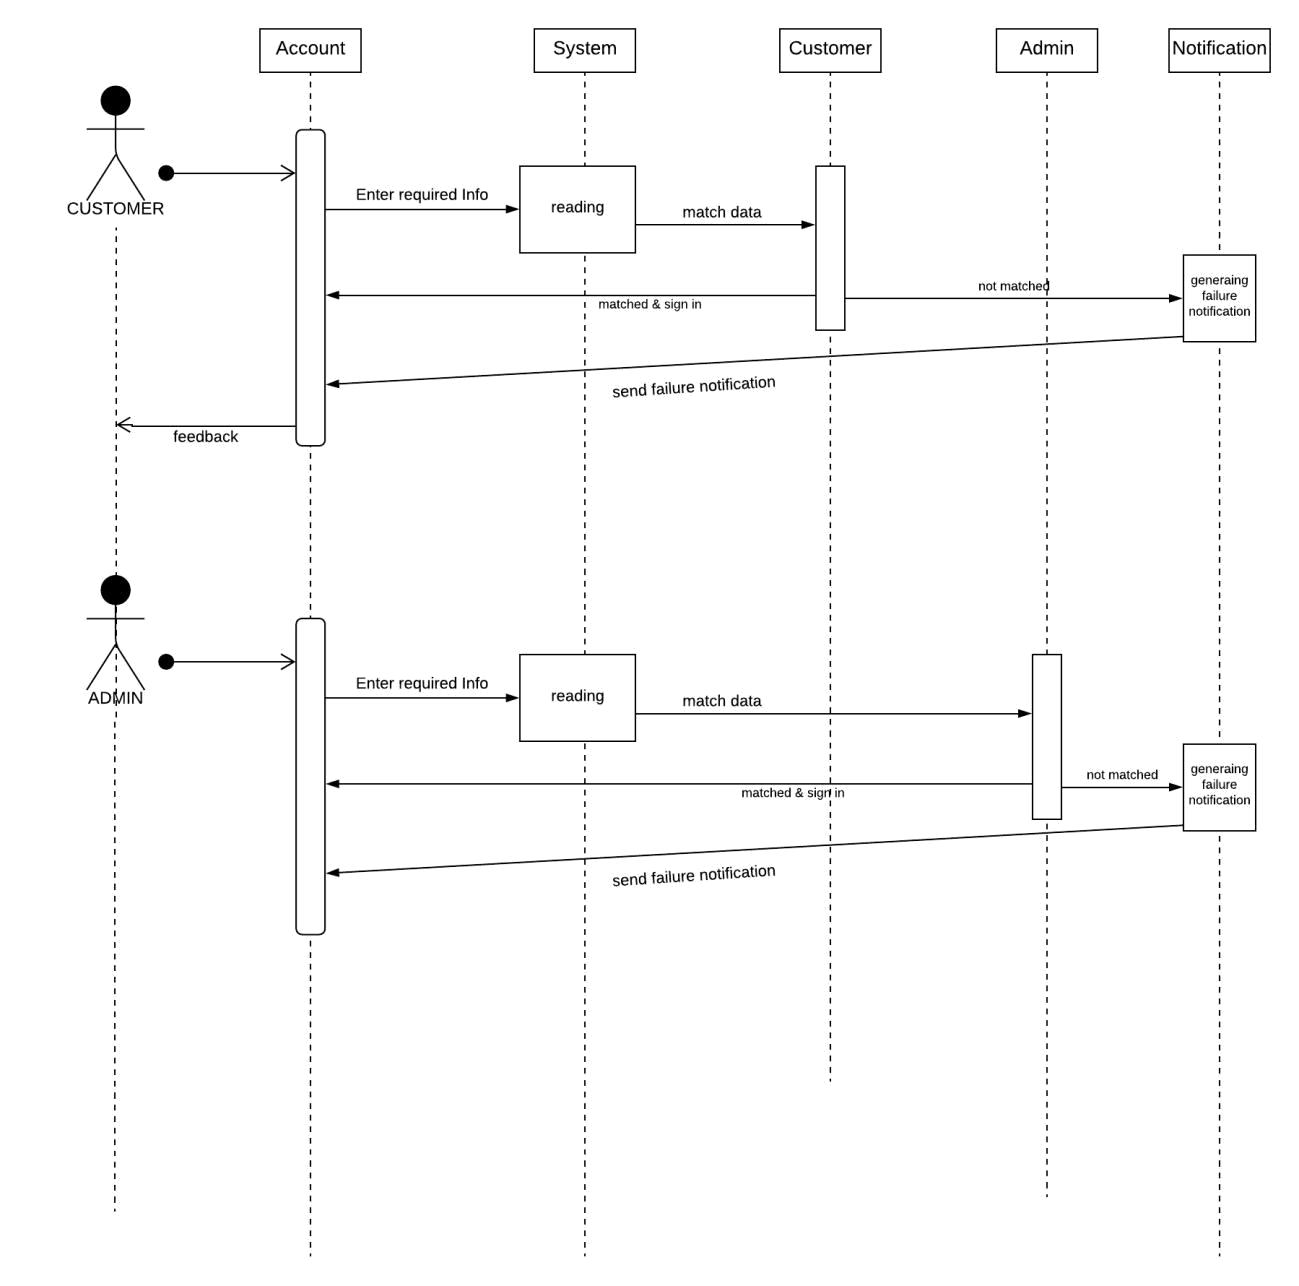 Account
System
Customer
Admin
Notification
CUSTOMER
Enter required Info
reading
match data
generaing
failure
notification
not matched
matched & sign in
send failure notification
feedback
ADMIN
Enter required Info
reading
match data
generaing
failure
notification
not matched
matched & sign in
send failure notification